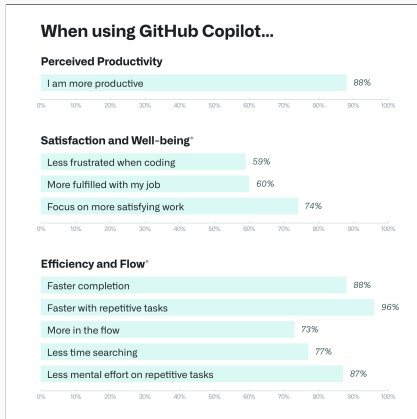 When using GitHub Copilot...
Perceived Productivity
I am more productive 88%
0% 10% 20% 30% 40% 50% 60% 70% 80% 90% 100%
Satisfaction and Well-being*
Less frustrated when coding 59%
More fulfilled with my job 60%
Focus on more satisfying work 74%
0% 10% 20% 30% 40% 50% 60% 70% 80% 90% 100%
Efficiency and Flow*
Faster completion 88%
Faster with repetitive tasks 96%
More in the flow 73%
Less time searching 77%
Less mental effort on repetitive tasks 87%
0% 10% 20% 30% 40% 50% 60% 70% 80% 90% 100%